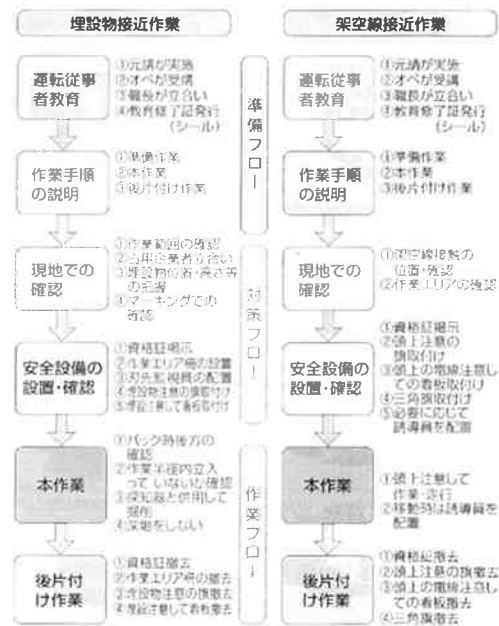 埋設物接近作業
運転従事
者教育
①元請が実施
②オペが受講
③職長が立合い
④教育修了証発行
(シール)
作業手順
の説明
①準備作業
②本作業
③後片付け作業
現地での
確認
①作業範囲の確認
②占用企業者立合い
③埋設物位置・高さ等
の把握
④マーキングでの
確認
安全設備の
設置・確認
①資格証掲示
②作業エリア柵の設置
③刃先監視員の配置
④埋設物注意の旗取付け
⑤埋設注意して看板取付け
本作業
①バック時後方の
確認
②作業半径内立入
っていないか確認
③探知器と併用して
掘削
④深堀をしない
後片付
け作業
①資格証撤去
②作業エリア柵の撤去
③埋設物注意の旗撤去
④埋設注意して看板撤去
準備フロー
対策フロー
作業フロー
架空線接近作業
運転従事
者教育
①元請が実施
②オペが受講
③職長が立合い
④教育修了証発行
(シール)
作業手順
の説明
①準備作業
②本作業
③後片付け作業
現地での
確認
①架空線接触の
位置・確認
②作業エリアの確認
安全設備の
設置・確認
①資格証掲示
②頭上注意の
旗取付け
③頭上の電線注意し
ての看板取付け
④三角旗取付け
⑤必要に応じて
誘導員を配置
本作業
①頭上注意して
作業・走行
②移動時は誘導員を
配置
後片付
け作業
①資格証撤去
②頭上注意の旗撤去
③頭上の電線注意し
ての看板撤去
④三角旗撤去